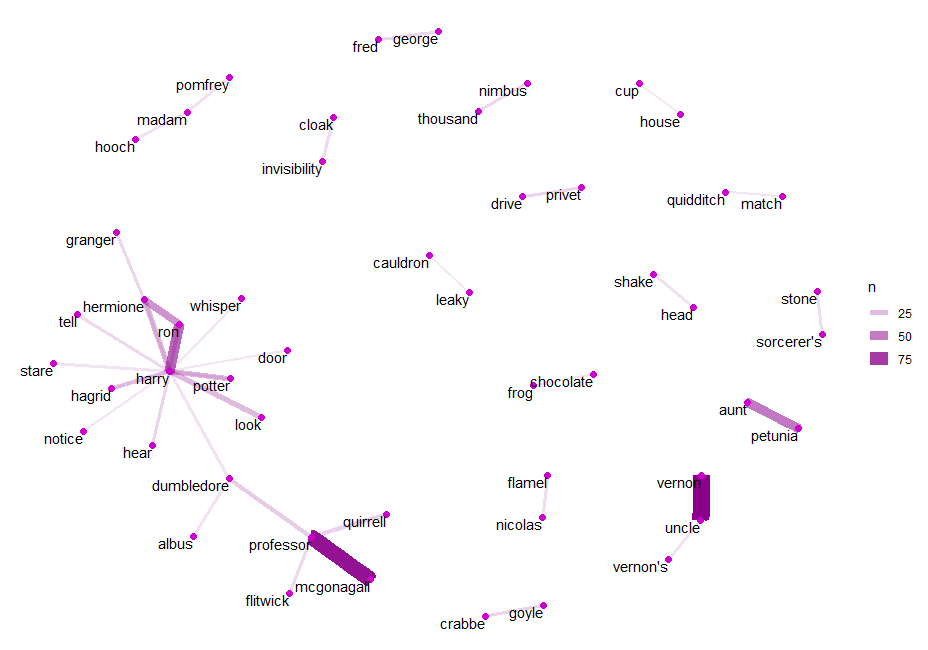 george
fred
pomfrey
nimbus
cup
madam
thousand
cloak
house
hooch
invisibility
privet
drive
quidditch
match
granger
cauldron
shake
n
leaky
stone
hermione
whisper
head
25
tell
ron
50
sorcerer's
door
75
stare
harry
potter
chocolate
hagrid
frog
aunt
look
notice
petunia
hear
dumbledore
flamel
vernon
quirrell
nicolas
uncle
albus
professor
vernon's
mcgonagall
flitwick
goyle
crabbe